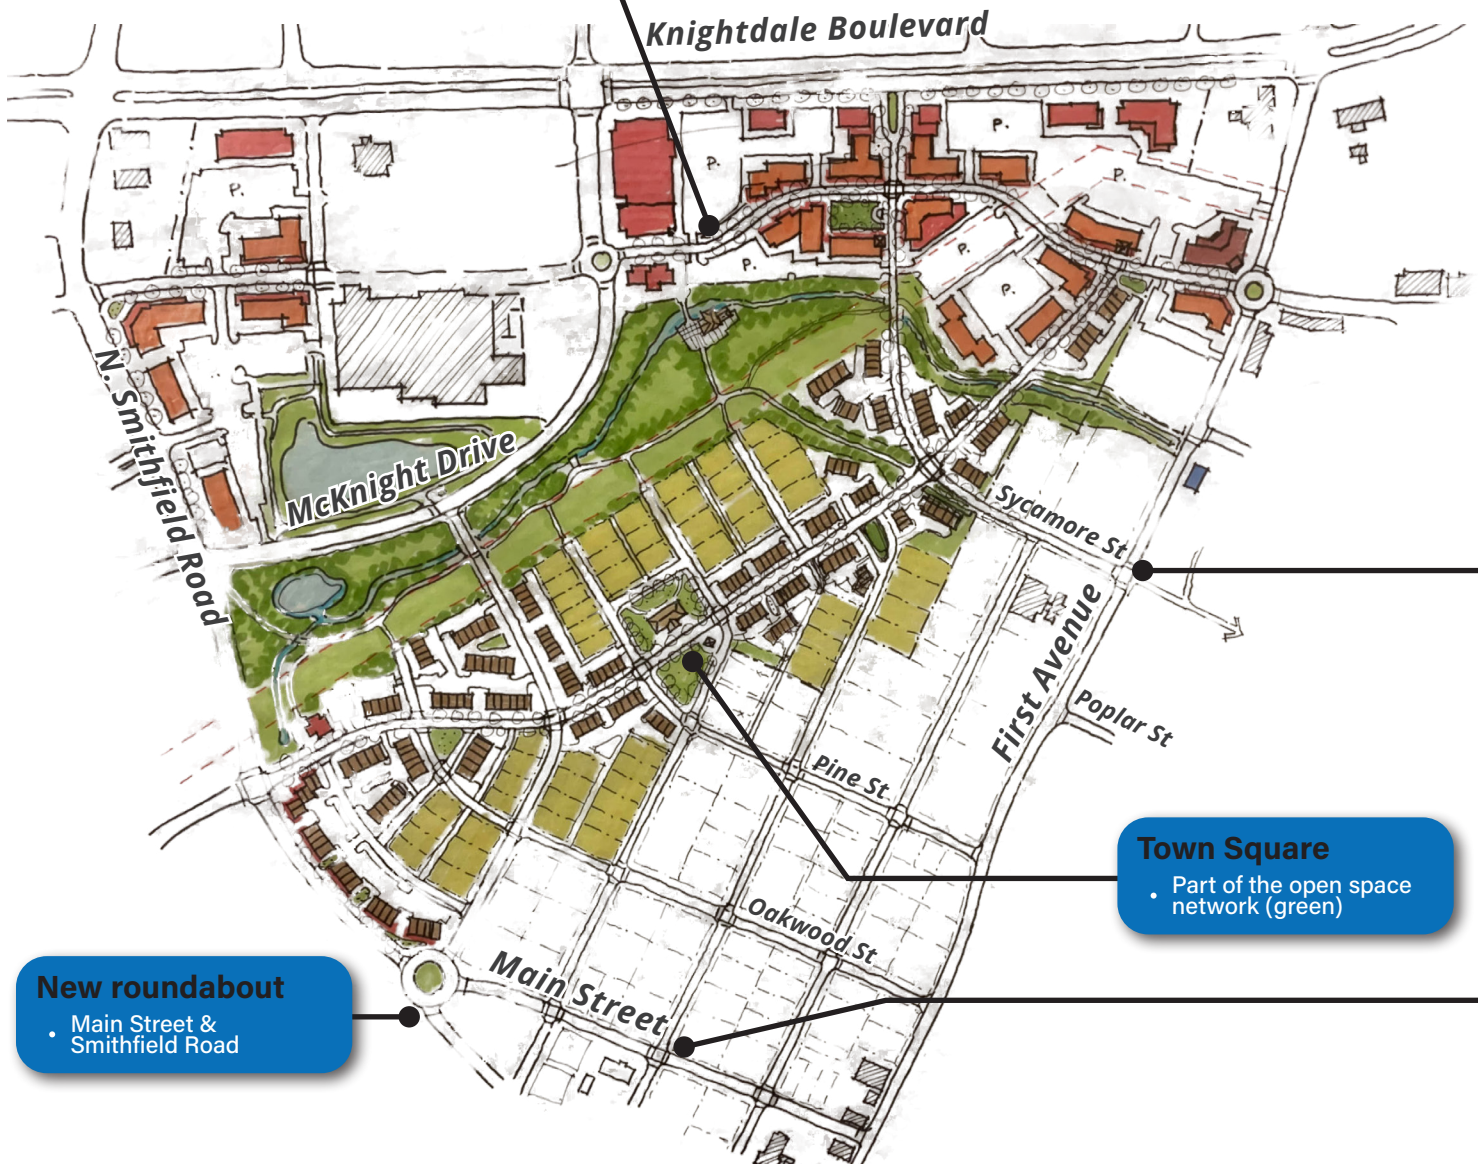 Knightdale Boulevard
P.
P.
P.
P.
P.
P.
P.
N. Smithfield Road
McKnight Drive
Sycamore St
First Avenue
Poplar St
Pine St
Town Square
• Part of the open space
network (green)
Oakwood St
Main Street
New roundabout
• Main Street &
Smithfield Road